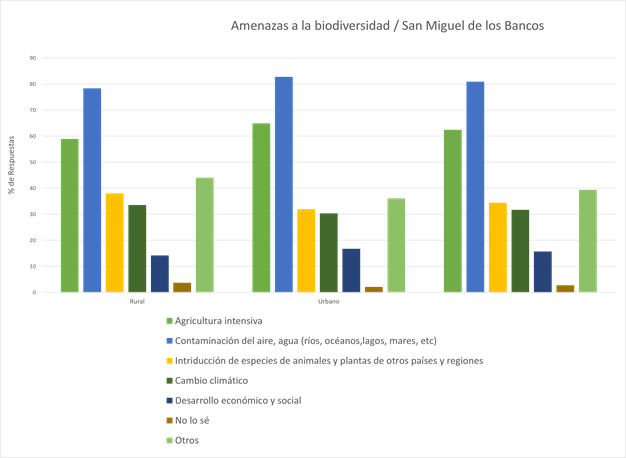 Amenazas a la biodiversidad / San Miguel de los Bancos
90
80
70
60
50
40
30
20
10
0
% de Respuestas
Rural
Urbano
Agricultura intensiva
Contaminación del aire, agua (ríos, océanos,lagos, mares, etc)
Intriducción de especies de animales y plantas de otros países y regiones
Cambio climático
Desarrollo económico y social
No lo sé
Otros